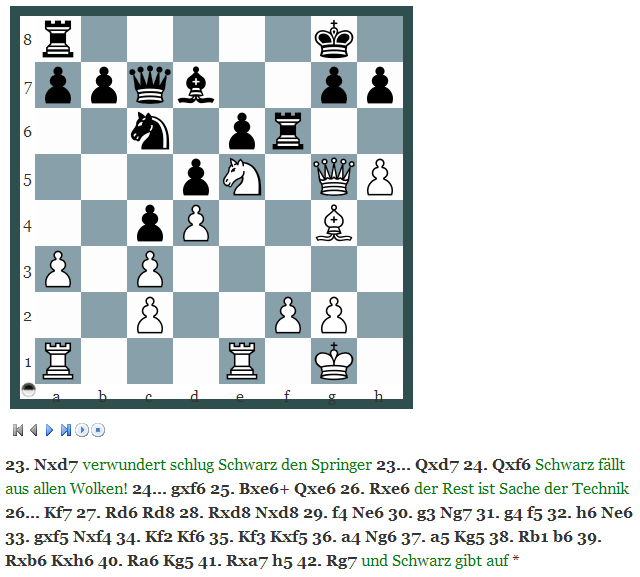 8
7
6
5
4
3
2
1
a b c d e f g h
23. Nxd7 verwundert schlug Schwarz den Springer 23... Qxd7 24. Qxf6 Schwarz fällt
aus allen Wolken! 24... gxf6 25. Bxe6+ Qxe6 26. Rxe6 der Rest ist Sache der Technik
26... Kf7 27. Rd6 Rd8 28. Rxd8 Nxd8 29. f4 Ne6 30. g3 Ng7 31. g4 f5 32. h6 Ne6
33. gxf5 Nxf4 34. Kf2 Kf6 35. Kf3 Kxf5 36. a4 Ng6 37. a5 Kg5 38. Rb1 b6 39.
Rxb6 Kxh6 40. Ra6 Kg5 41. Rxa7 h5 42. Rg7 und Schwarz gibt auf *